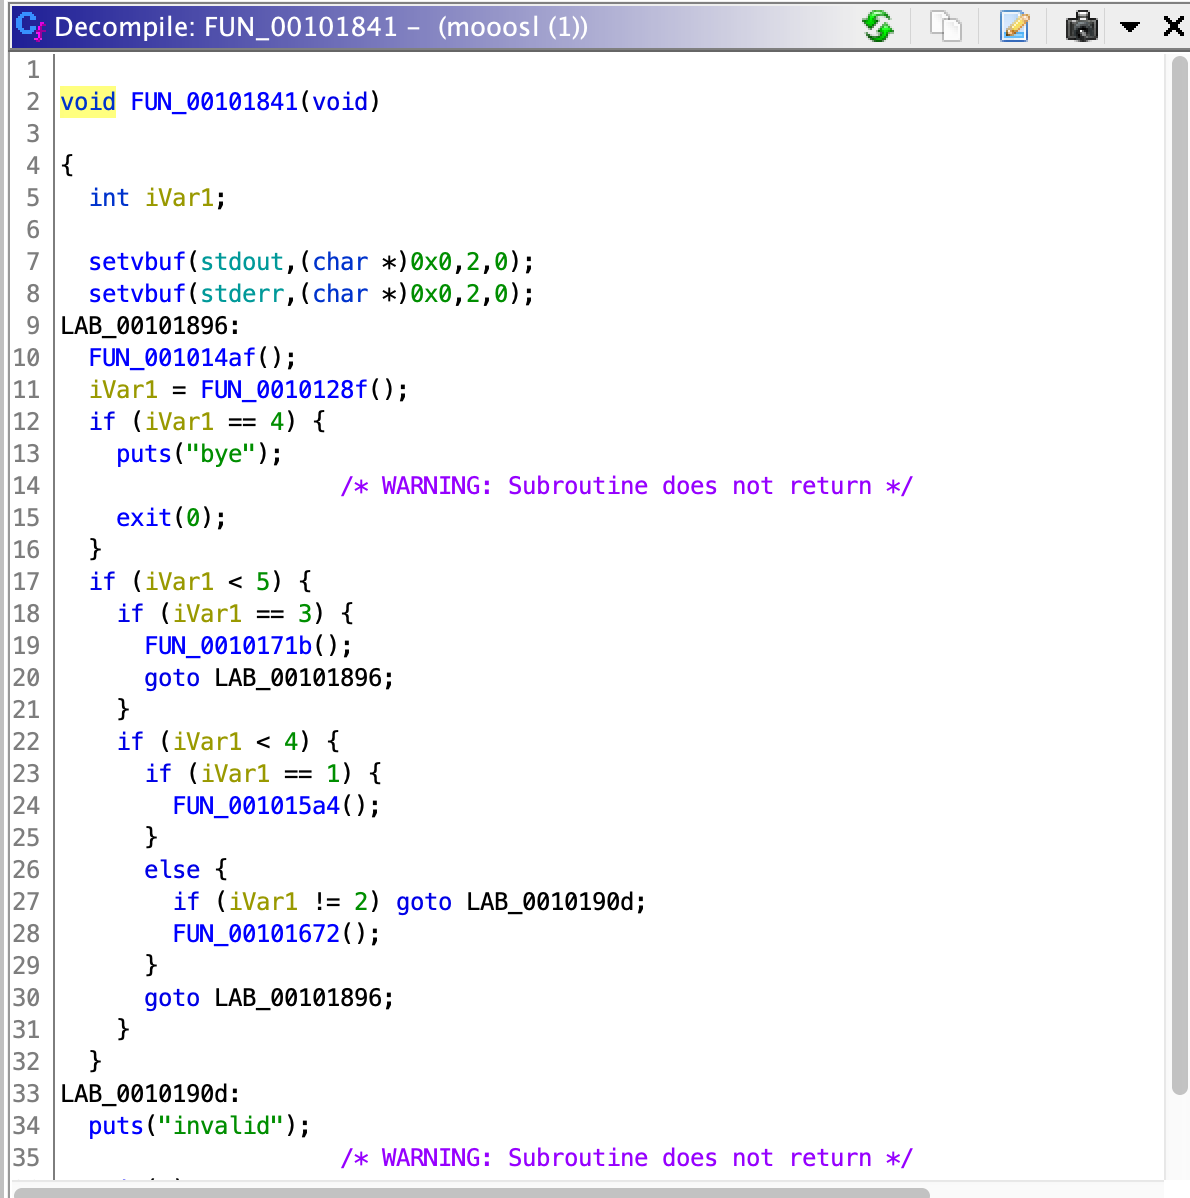 Decompile: FUN_00101841 – (mooosl (1))
1
2 void FUN_00101841(void)
3
4 {
5 int iVar1;
6
7 setvbuf(stdout,(char *)0x0,2,0);
8 setvbuf(stderr,(char *)0x0,2,0);
9 LAB_00101896:
10 FUN_001014af();
11 iVar1 = FUN_0010128f();
12 if (iVar1 == 4) {
13 puts("bye");
14 /* WARNING: Subroutine does not return */
15 exit(0);
16 }
17 if (iVar1 < 5) {
18 if (iVar1 == 3) {
19 FUN_0010171b();
20 goto LAB_00101896;
21 }
22 if (iVar1 < 4) {
23 if (iVar1 == 1) {
24 FUN_001015a4();
25 }
26 else {
27 if (iVar1 != 2) goto LAB_0010190d;
28 FUN_00101672();
29 }
30 goto LAB_00101896;
31 }
32 }
33 LAB_0010190d:
34 puts("invalid");
35 /* WARNING: Subroutine does not return */